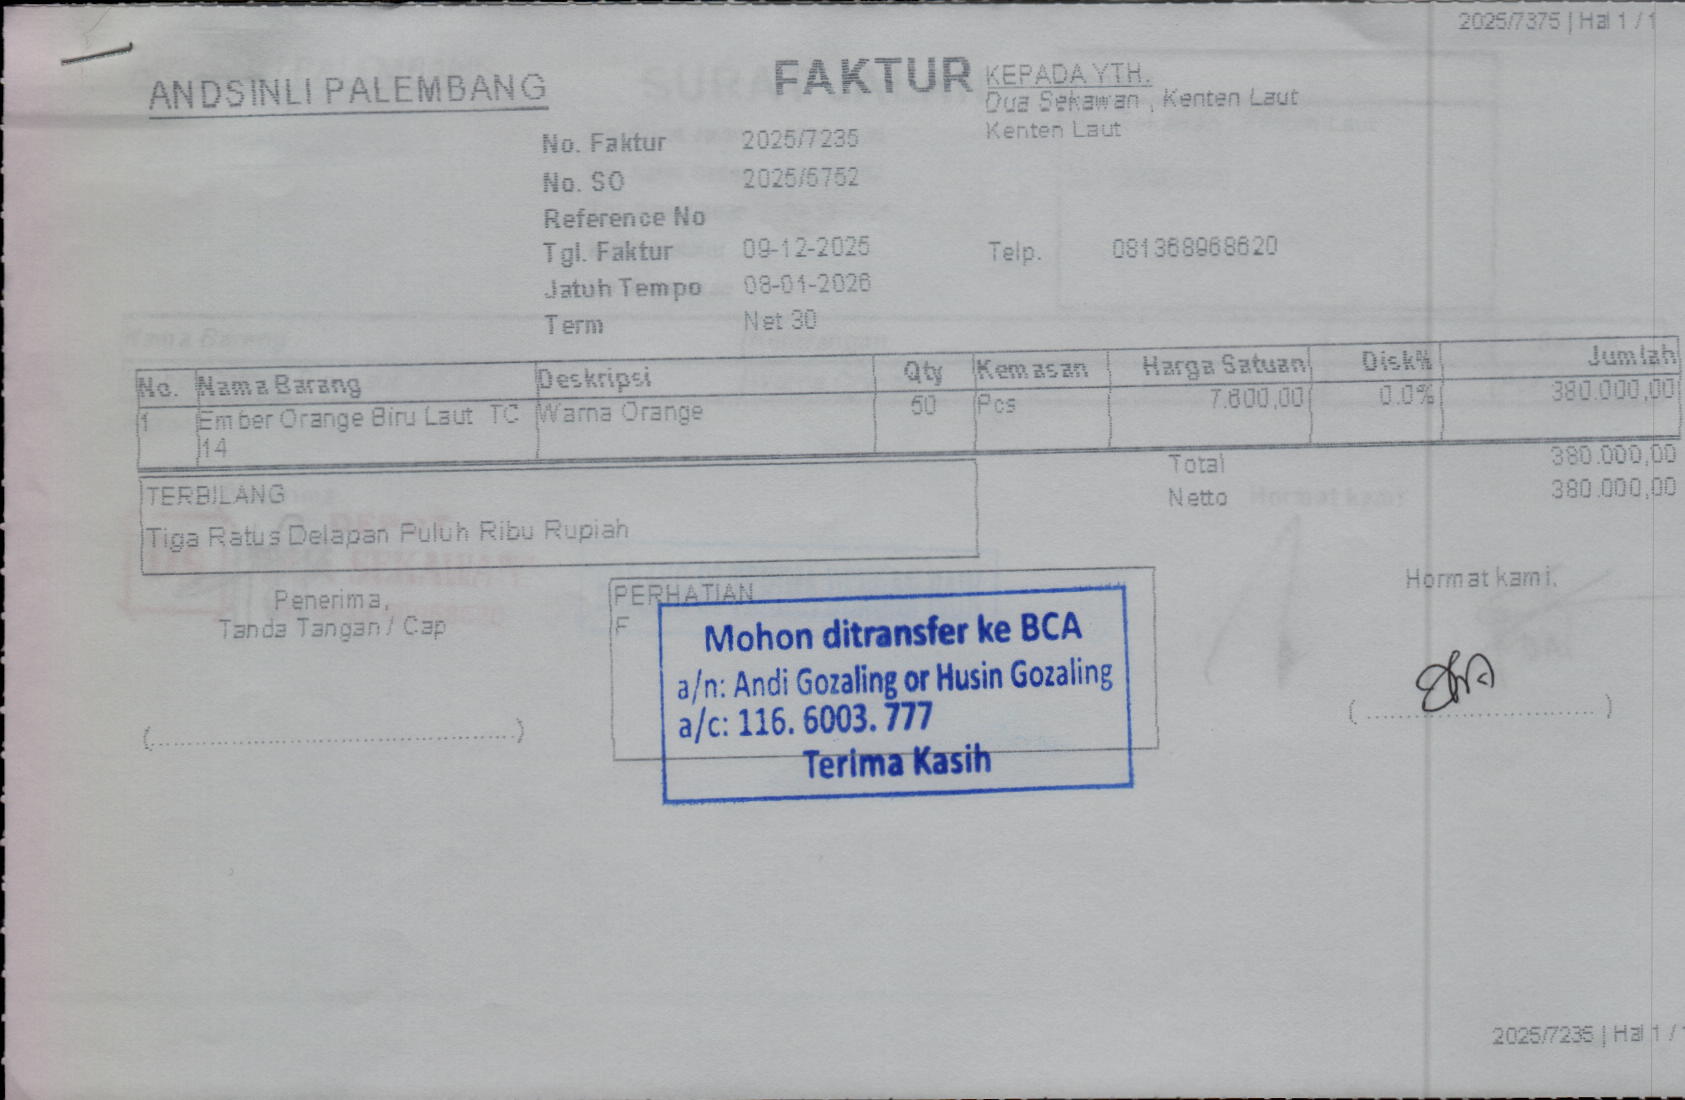 2025/7375 | Hal 1 / 1
ANDSINLI PALEMBANG
FAKTUR
KEPADA YTH.
Dua Sekawan , Kenten Laut
Kenten Laut
No. Faktur 2025/7235
No. SO 2025/5752
Reference No
Tgl. Faktur 09-12-2025
Telp. 081368968620
Jatuh Tempo 08-01-2026
Term Net 30
No. Nama Barang Deskripsi Qty Kemasan Harga Satuan Disk% Jumlah
1 Ember Orange Biru Laut TC Warna Orange 50 Pcs 7.600,00 0.0% 380.000,00
14
Total 380.000,00
Netto 380.000,00
TERBILANG
Tiga Ratus Delapan Puluh Ribu Rupiah
Penerima,
Tanda Tangan / Cap
(........................................................)
PERHATIAN
F
Mohon ditransfer ke BCA
a/n: Andi Gozaling or Husin Gozaling
a/c: 116. 6003. 777
Terima Kasih
Hormat kami,
( ................................... )
2025/7235 | Hal 1 /